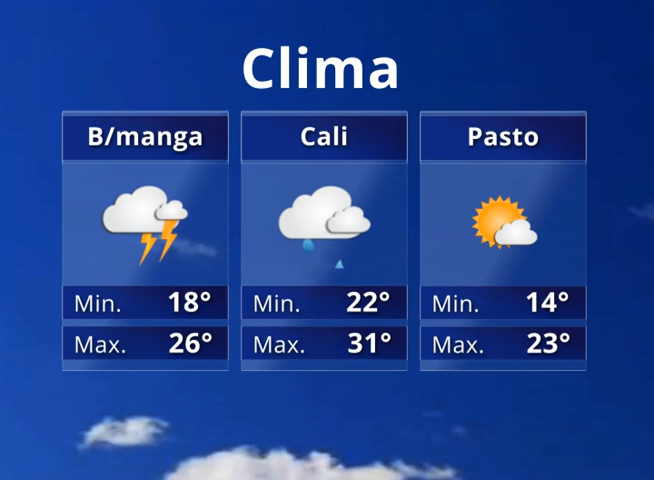 Clima
B/manga
Min. 18°
Max. 26°
Cali
Min. 22°
Max. 31°
Pasto
Min. 14°
Max. 23°